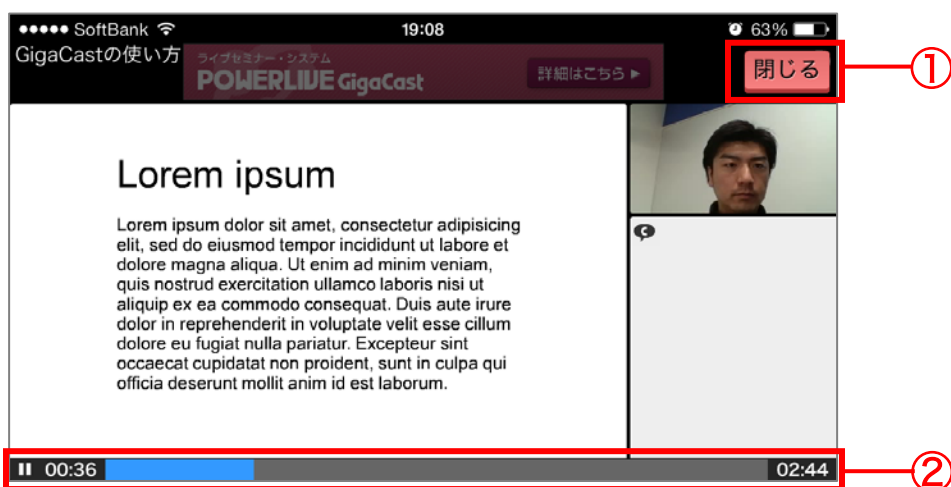 ●●●●● SoftBank 19:08 63%
GigaCastの使い方
ライブセミナー・システム
POWERLIVE GigaCast
詳細はこちら ▶
閉じる
①
Lorem ipsum
Lorem ipsum dolor sit amet, consectetur adipisicing
elit, sed do eiusmod tempor incididunt ut labore et
dolore magna aliqua. Ut enim ad minim veniam,
quis nostrud exercitation ullamco laboris nisi ut
aliquip ex ea commodo consequat. Duis aute irure
dolor in reprehenderit in voluptate velit esse cillum
dolore eu fugiat nulla pariatur. Excepteur sint
occaecat cupidatat non proident, sunt in culpa qui
officia deserunt mollit anim id est laborum.
00:36 02:44
②